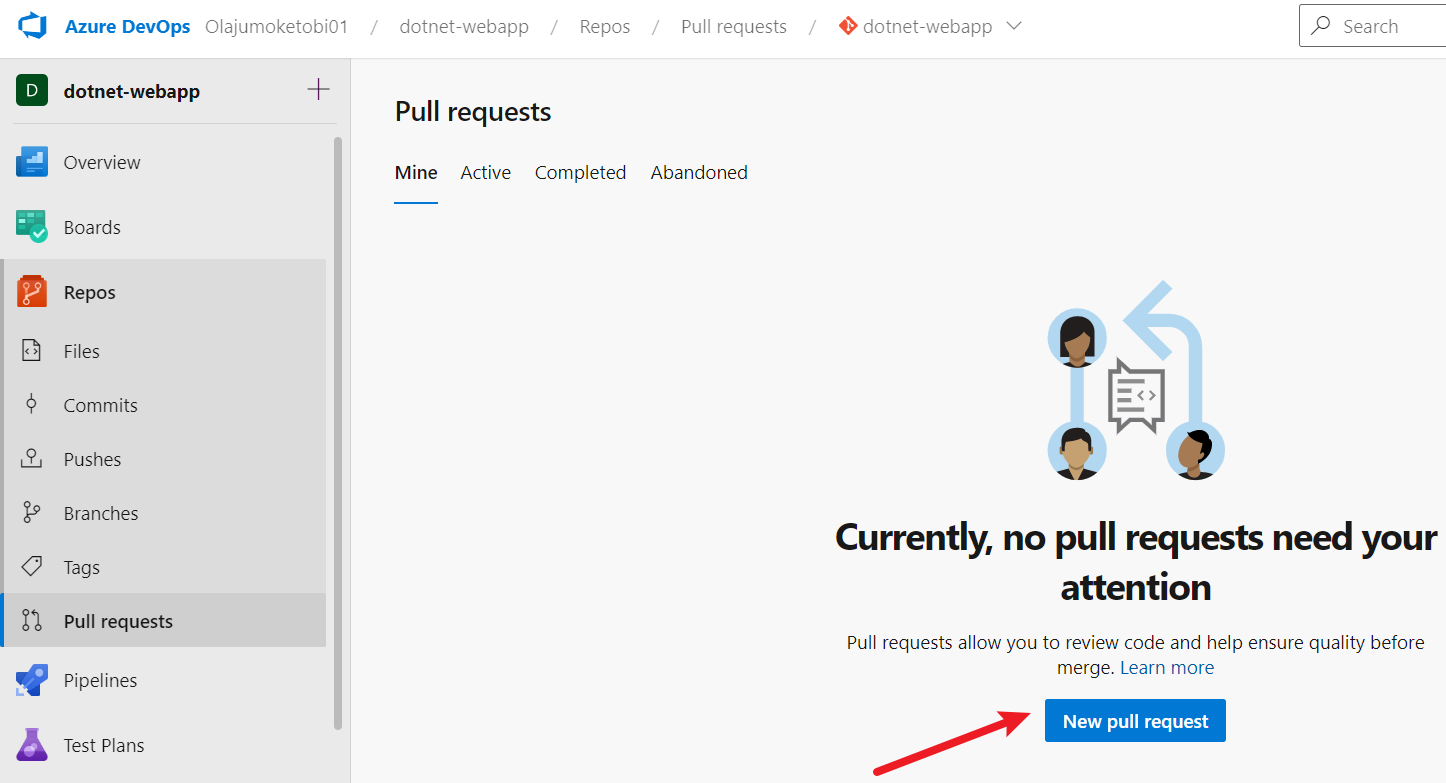 Azure DevOps Olajumoketobi01 / dotnet-webapp / Repos / Pull requests / dotnet-webapp
Search
D dotnet-webapp
Overview
Boards
Repos
Files
Commits
Pushes
Branches
Tags
Pull requests
Pipelines
Test Plans
Pull requests
Mine Active Completed Abandoned
Currently, no pull requests need your
attention
Pull requests allow you to review code and help ensure quality before
merge. Learn more
New pull request